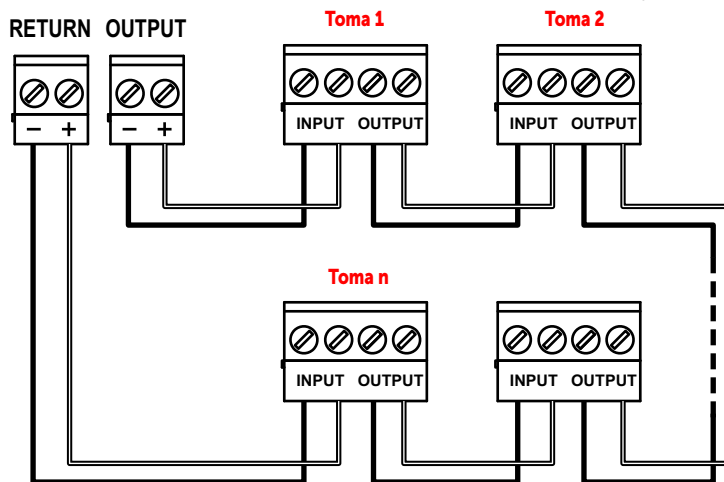 Toma 1 Toma 2
RETURN OUTPUT
INPUT OUTPUT INPUT OUTPUT
− + − +
Toma n
INPUT OUTPUT INPUT OUTPUT